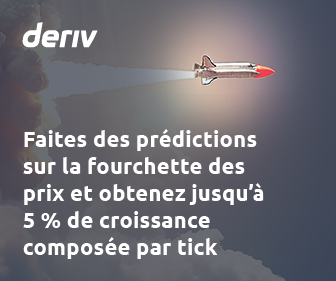 deriv
Faites des prédictions
sur la fourchette des
prix et obtenez jusqu'à
5 % de croissance
composée par tick